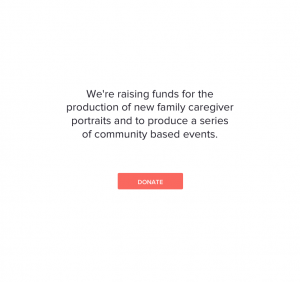 We're raising funds for the
production of new family caregiver
portraits and to produce a series
of community based events.
DONATE